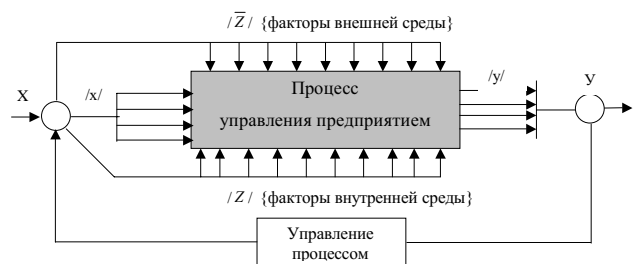 /Z̅/ {факторы внешней среды}
X
/x/
Процесс
управления предприятием
/y/
У
/Z/ {факторы внутренней среды}
Управление
процессом